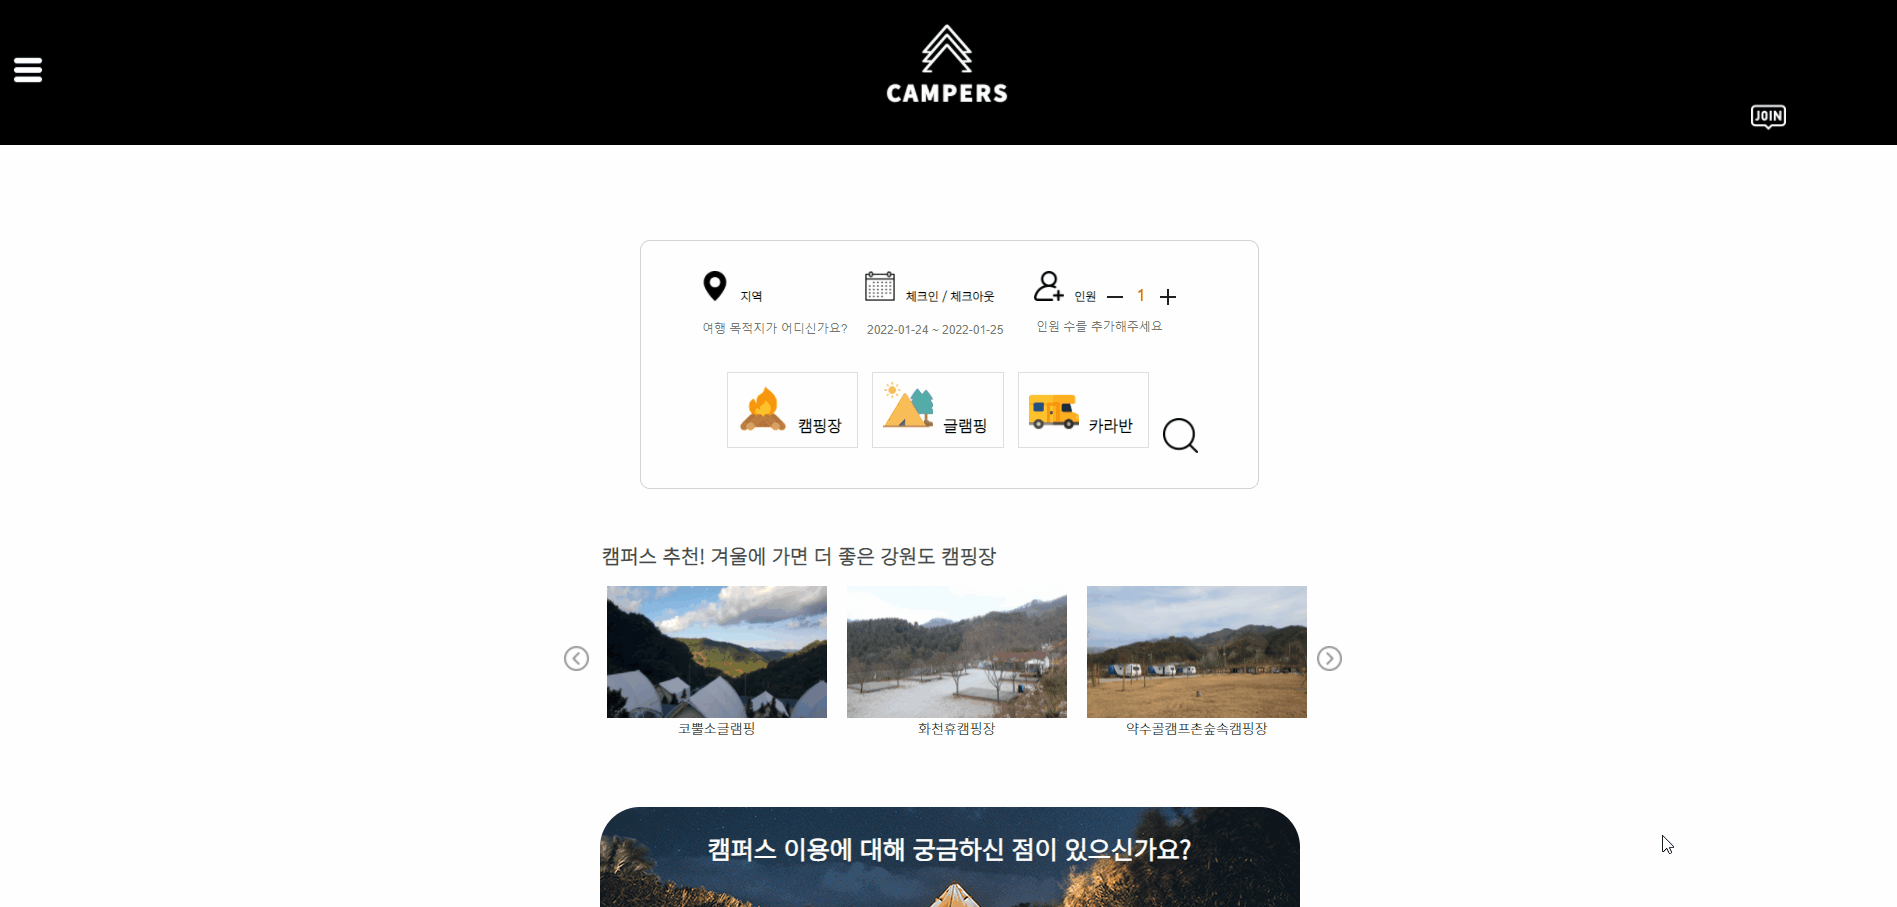 CAMPERS
JOIN
지역
체크인 / 체크아웃
인원 1
여행 목적지가 어디신가요?
2022-01-24 ~ 2022-01-25
인원 수를 추가해주세요
캠핑장
글램핑
카라반
캠퍼스 추천! 겨울에 가면 더 좋은 강원도 캠핑장
코뿔소글램핑
화천휴캠핑장
약수골캠프촌숲속캠핑장
캠퍼스 이용에 대해 궁금하신 점이 있으신가요?